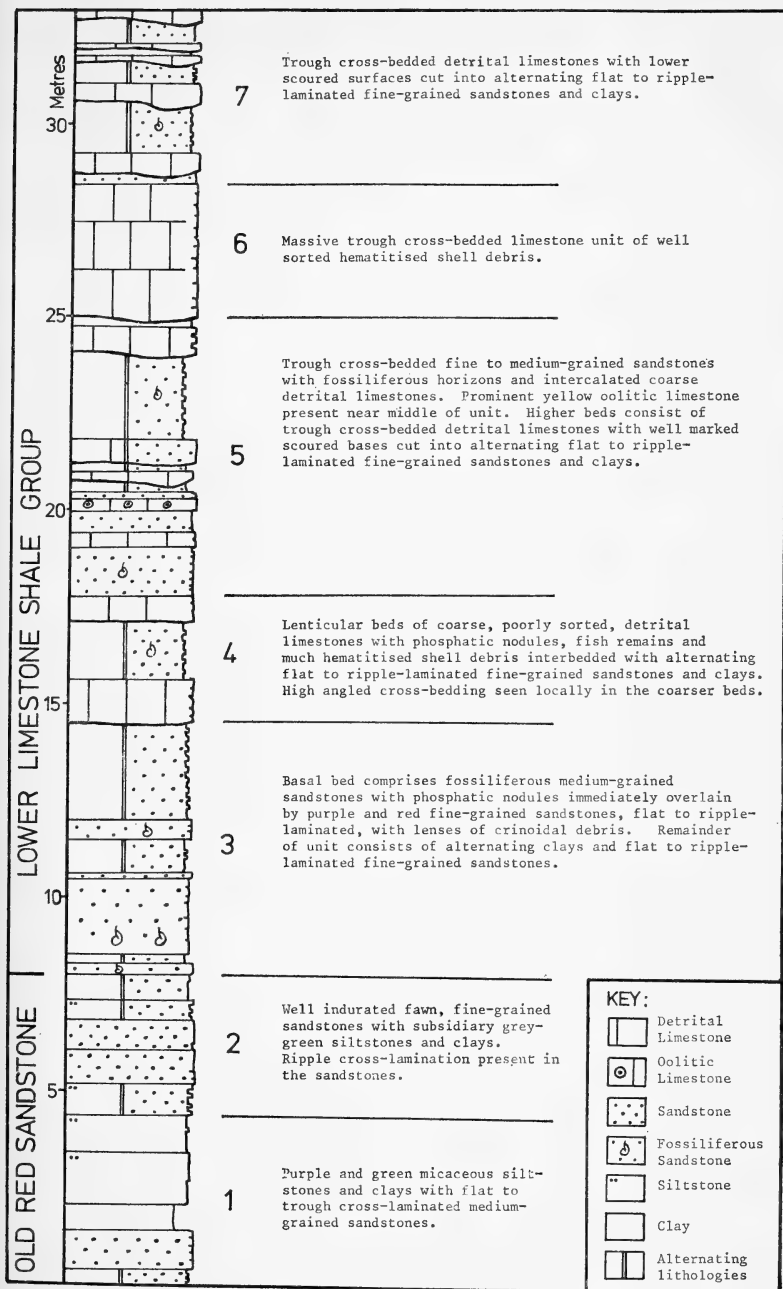 Metres
30
25
20
15
10
5
LOWER LIMESTONE SHALE GROUP
OLD RED SANDSTONE
7
Trough cross-bedded detrital limestones with lower
scoured surfaces cut into alternating flat to ripple-
laminated fine-grained sandstones and clays.
6
Massive trough cross-bedded limestone unit of well
sorted hematitised shell debris.
5
Trough cross-bedded fine to medium-grained sandstones
with fossiliferous horizons and intercalated coarse
detrital limestones. Prominent yellow oolitic limestone
present near middle of unit. Higher beds consist of
trough cross-bedded detrital limestones with well marked
scoured bases cut into alternating flat to ripple-
laminated fine-grained sandstones and clays.
4
Lenticular beds of coarse, poorly sorted, detrital
limestones with phosphatic nodules, fish remains and
much hematitised shell debris interbedded with alternating
flat to ripple-laminated fine-grained sandstones and clays.
High angled cross-bedding seen locally in the coarser beds.
3
Basal bed comprises fossiliferous medium-grained
sandstones with phosphatic nodules immediately overlain
by purple and red fine-grained sandstones, flat to ripple-
laminated, with lenses of crinoidal debris. Remainder
of unit consists of alternating clays and flat to ripple-
laminated fine-grained sandstones.
2
Well indurated fawn, fine-grained
sandstones with subsidiary grey-
green siltstones and clays.
Ripple cross-lamination present in
the sandstones.
1
Purple and green micaceous silt-
stones and clays with flat to
trough cross-laminated medium-
grained sandstones.
KEY:
Detrital
Limestone
Oolitic
Limestone
Sandstone
Fossiliferous
Sandstone
Siltstone
Clay
Alternating
lithologies